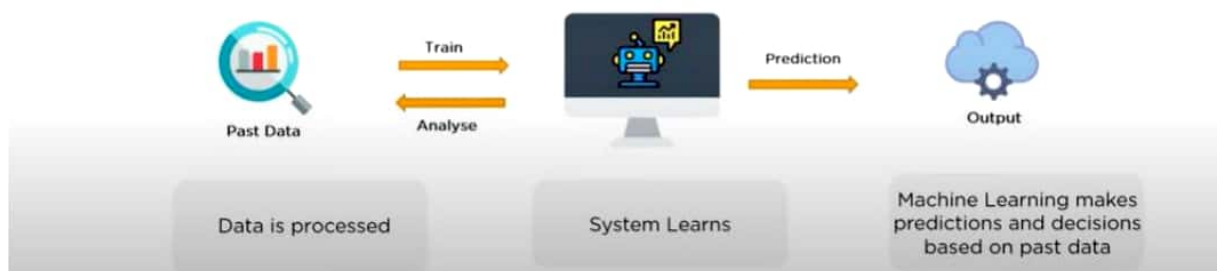 Train
Prediction
Past Data
Analyse
Output
Data is processed
System Learns
Machine Learning makes
predictions and decisions
based on past data